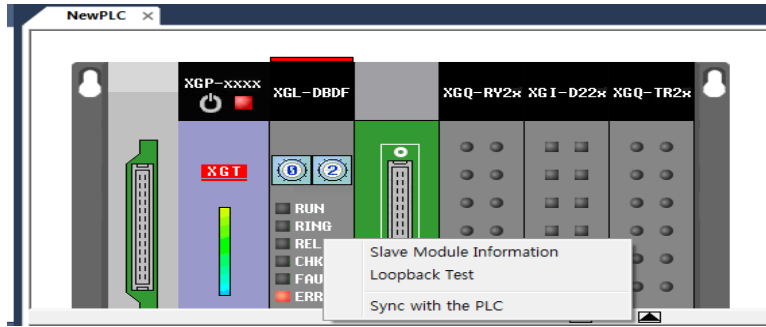 NewPLC ×
XGP-xxxx XGL-DBDF XGQ-RY2x XGI-D22x XGQ-TR2x
XGT
0 2
RUN
RING
REL
CHK
FAU
ERR
Slave Module Information
Loopback Test
Sync with the PLC